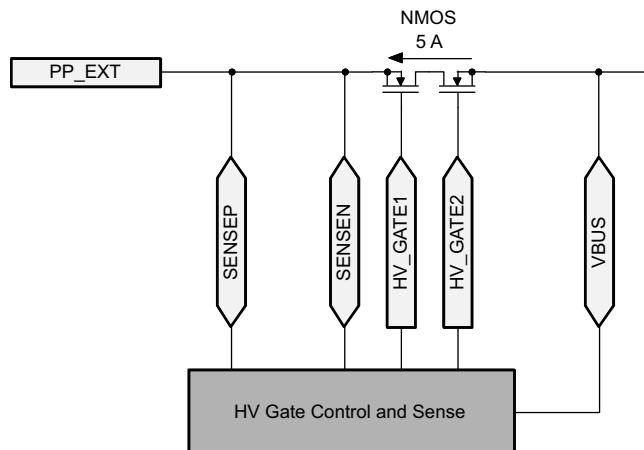 NMOS
5 A
PP_EXT
SENSEP
SENSEN
HV_GATE1
HV_GATE2
VBUS
HV Gate Control and Sense